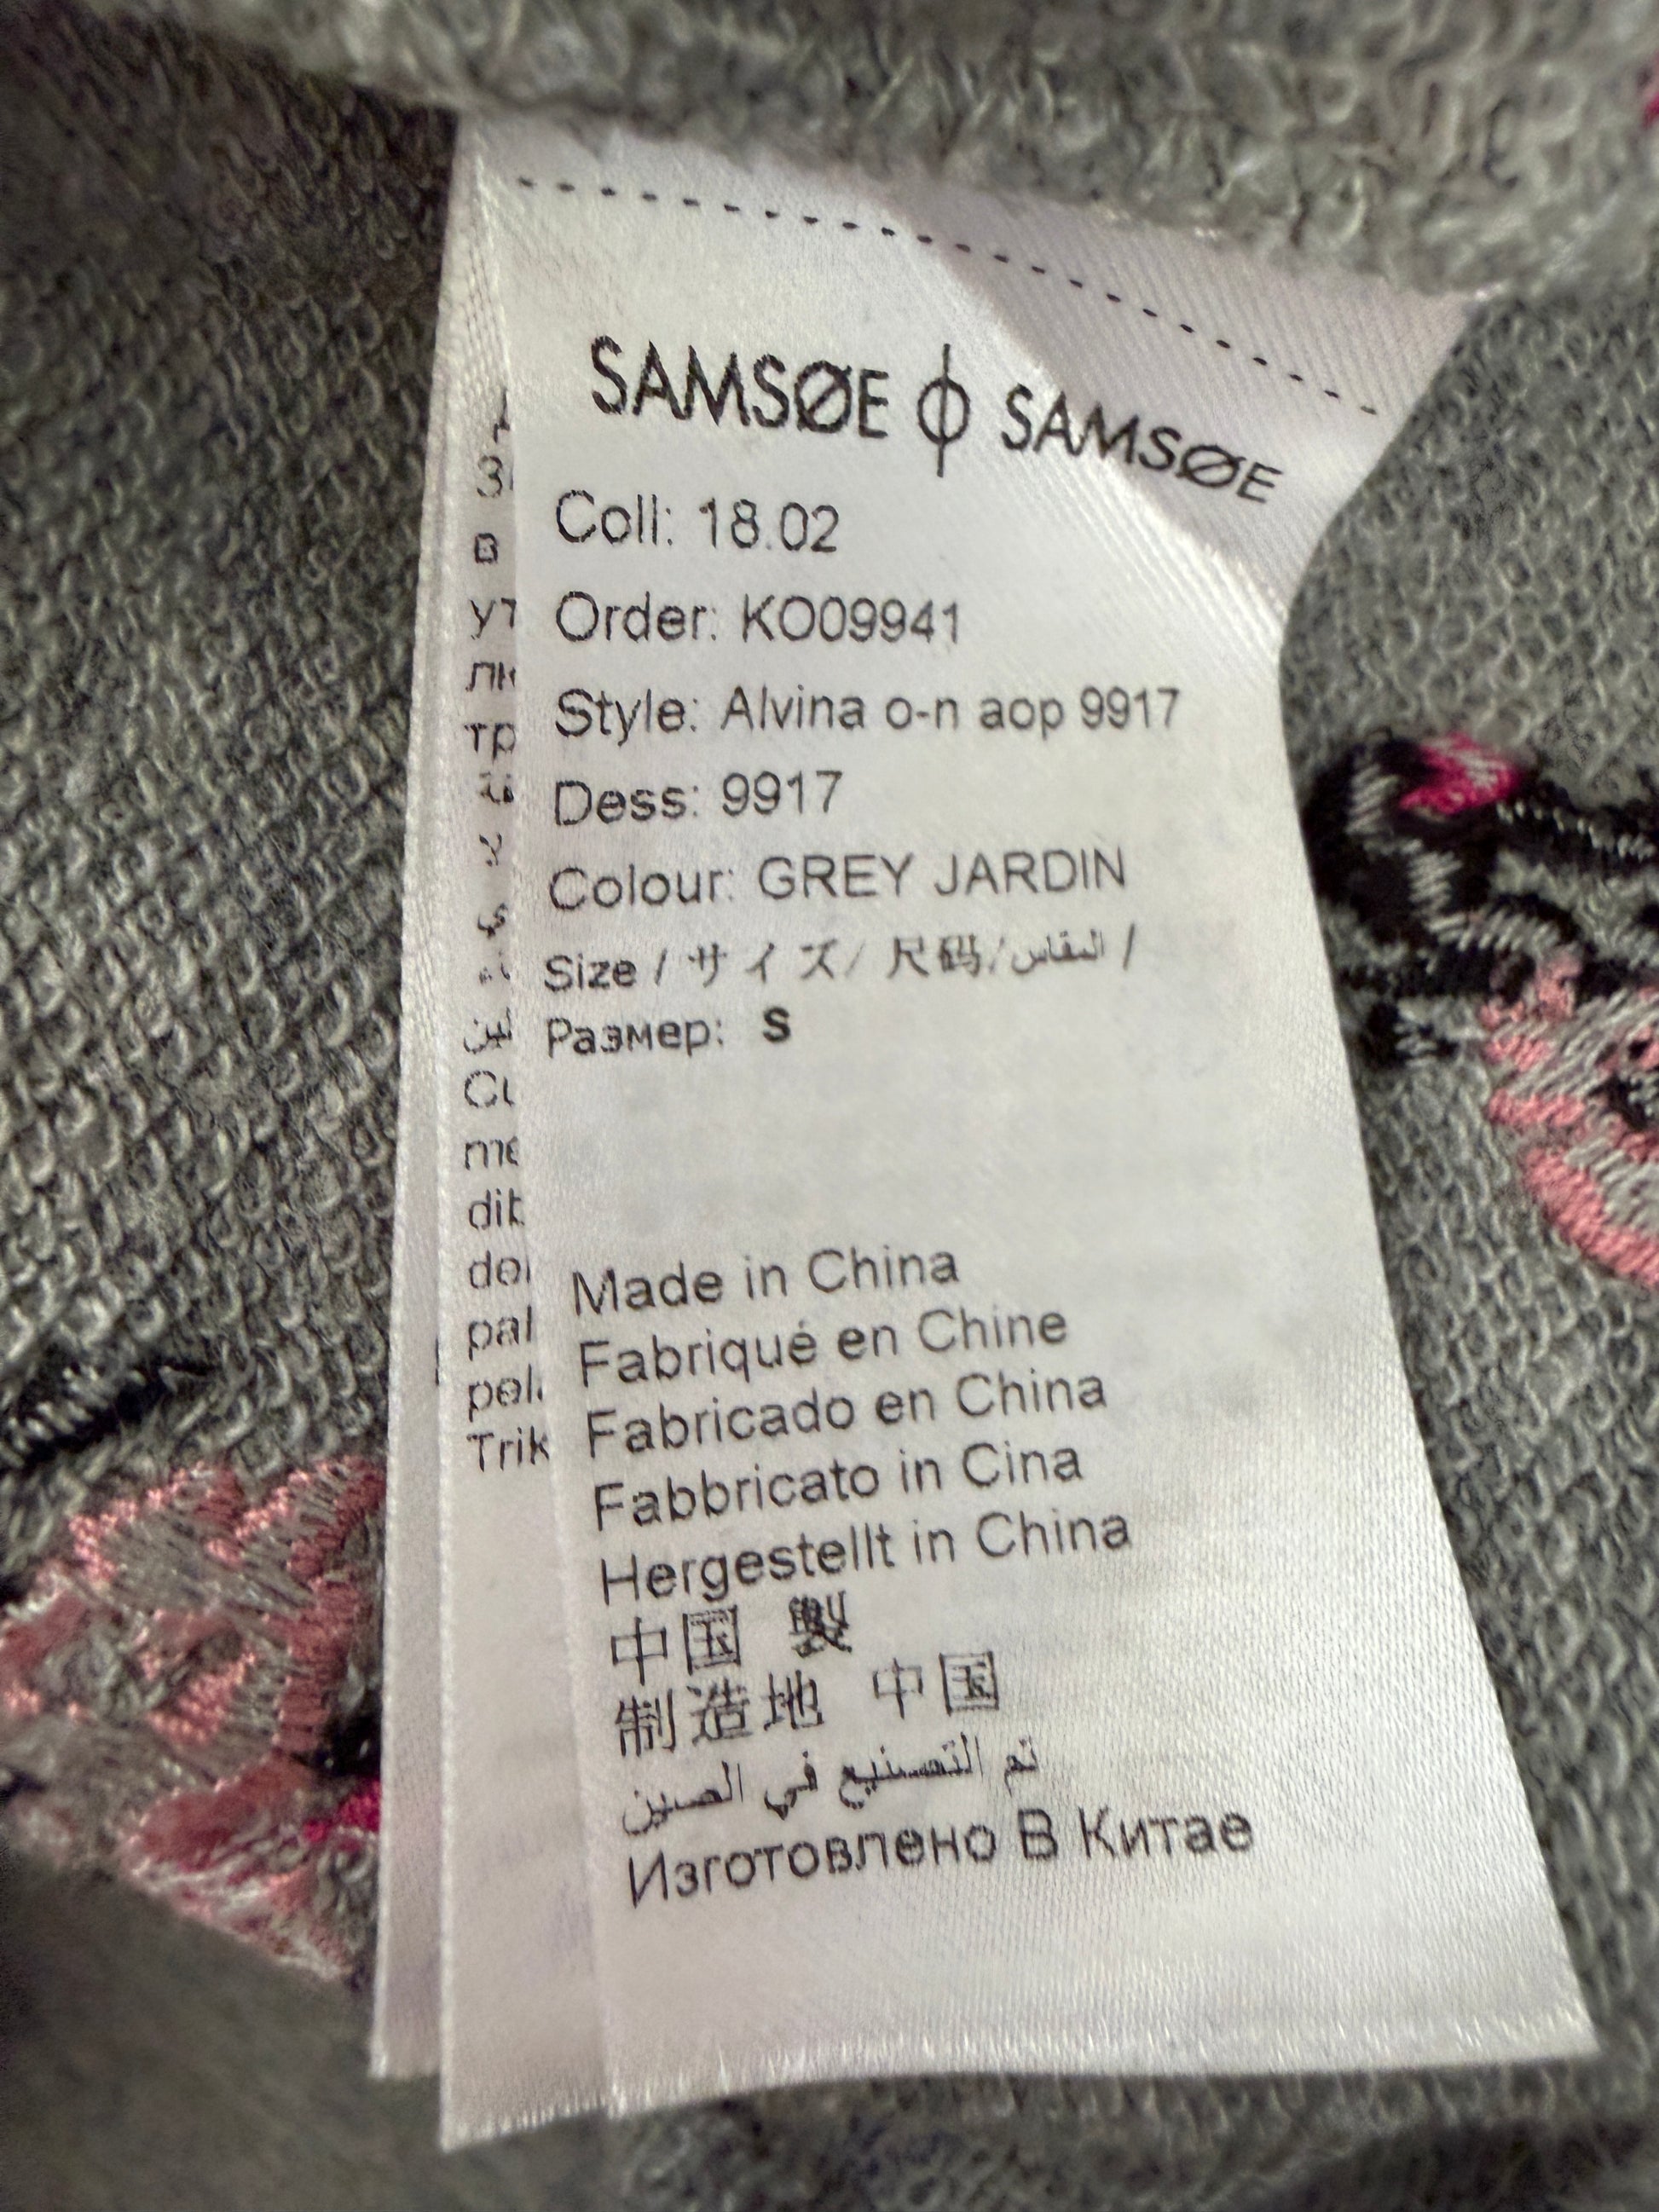 SAMSØE φ SAMSØE
Coll: 18.02
Order: KO09941
Style: Alvina o-n aop 9917
Dess: 9917
Colour: GREY JARDIN
Size / サイズ/ 尺码/المقاس /
Размер: S
Made in China
Fabriqué en Chine
Fabricado en China
Fabbricato in Cina
Hergestellt in China
中国 製
制造地 中国
تم التصنيع في الصين
Изготовлено В Китае